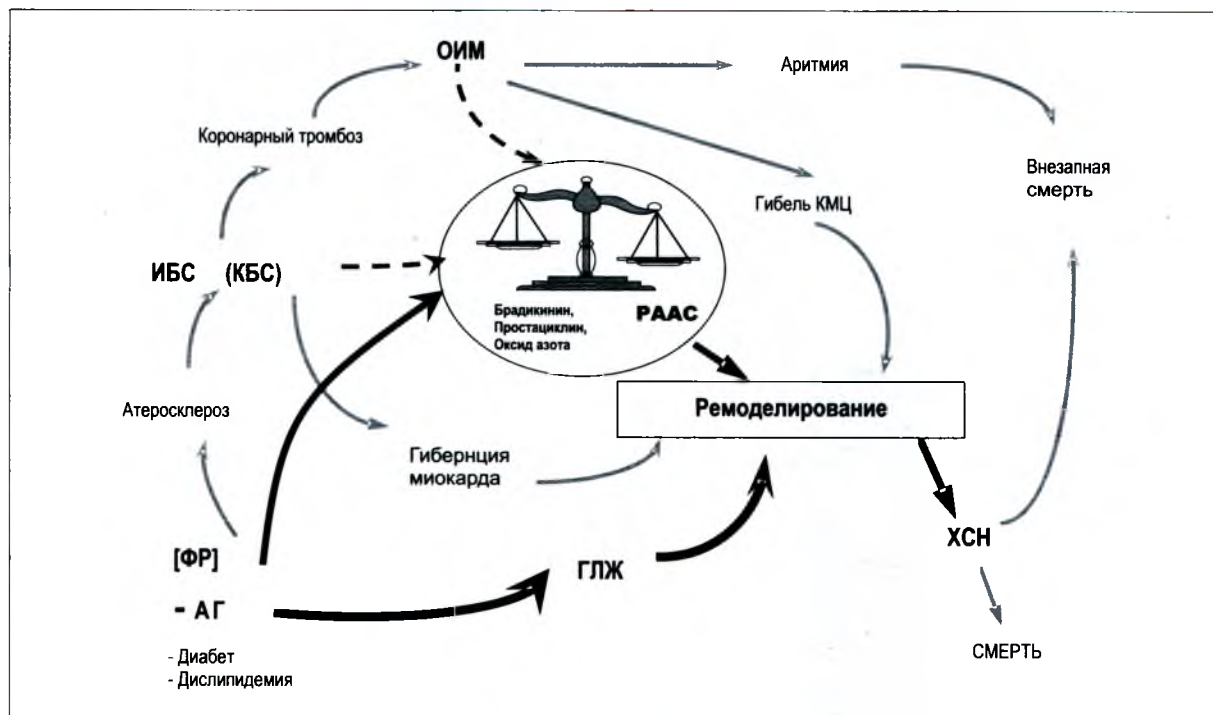 ОИМ
Аритмия
Коронарный тромбоз
Внезапная
смерть
Гибель КМЦ
ИБС (КБС)
Брадикинин,
Простациклин,
Оксид азота
РААС
Атеросклероз
Ремоделирование
Гибернция
миокарда
[ФР]
- АГ
ГЛЖ
ХСН
- Диабет
- Дислипидемия
СМЕРТЬ